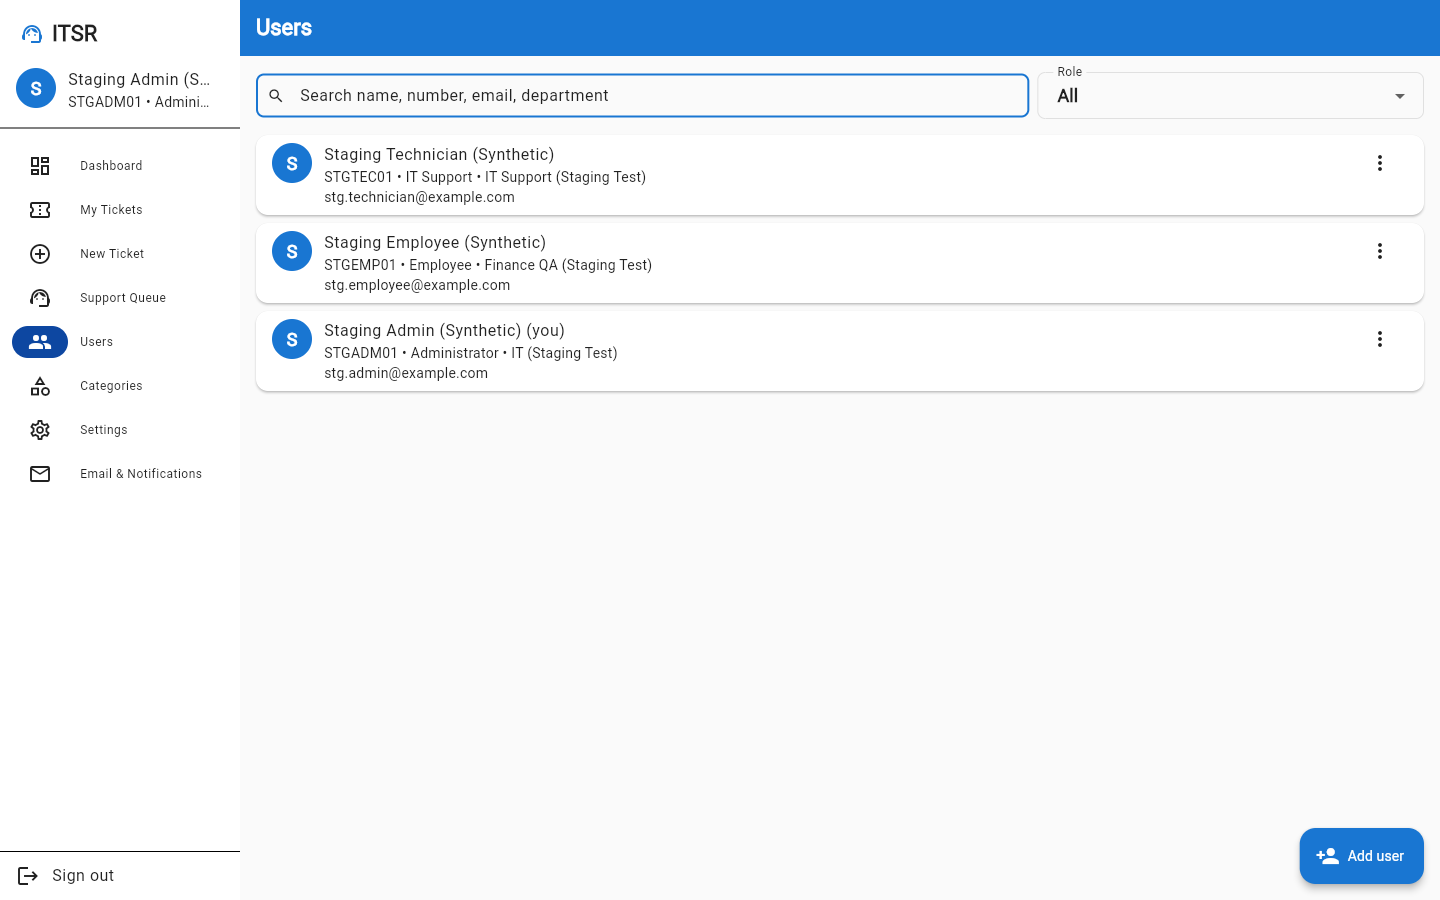 ITSR
S
Staging Admin (S...
STGADM01 • Admini...
Dashboard
My Tickets
New Ticket
Support Queue
Users
Categories
Settings
Email & Notifications
Sign out
Users
Search name, number, email, department
Role
All
S
Staging Technician (Synthetic)
STGTEC01 • IT Support • IT Support (Staging Test)
stg.technician@example.com
S
Staging Employee (Synthetic)
STGEMP01 • Employee • Finance QA (Staging Test)
stg.employee@example.com
S
Staging Admin (Synthetic) (you)
STGADM01 • Administrator • IT (Staging Test)
stg.admin@example.com
Add user